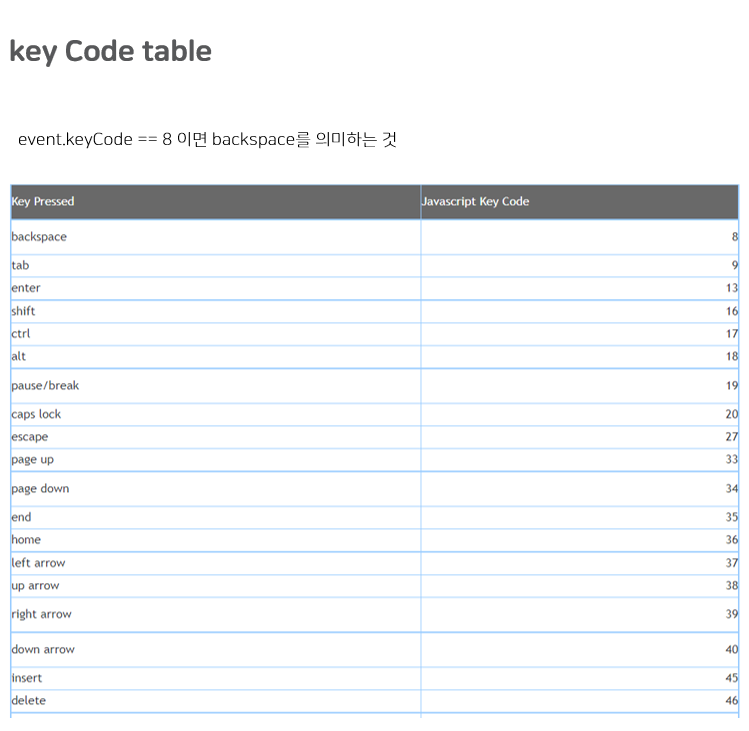 key Code table
event.keyCode == 8 이면 backspace를 의미하는 것
Key Pressed Javascript Key Code
backspace 8
tab 9
enter 13
shift 16
ctrl 17
alt 18
pause/break 19
caps lock 20
escape 27
page up 33
page down 34
end 35
home 36
left arrow 37
up arrow 38
right arrow 39
down arrow 40
insert 45
delete 46